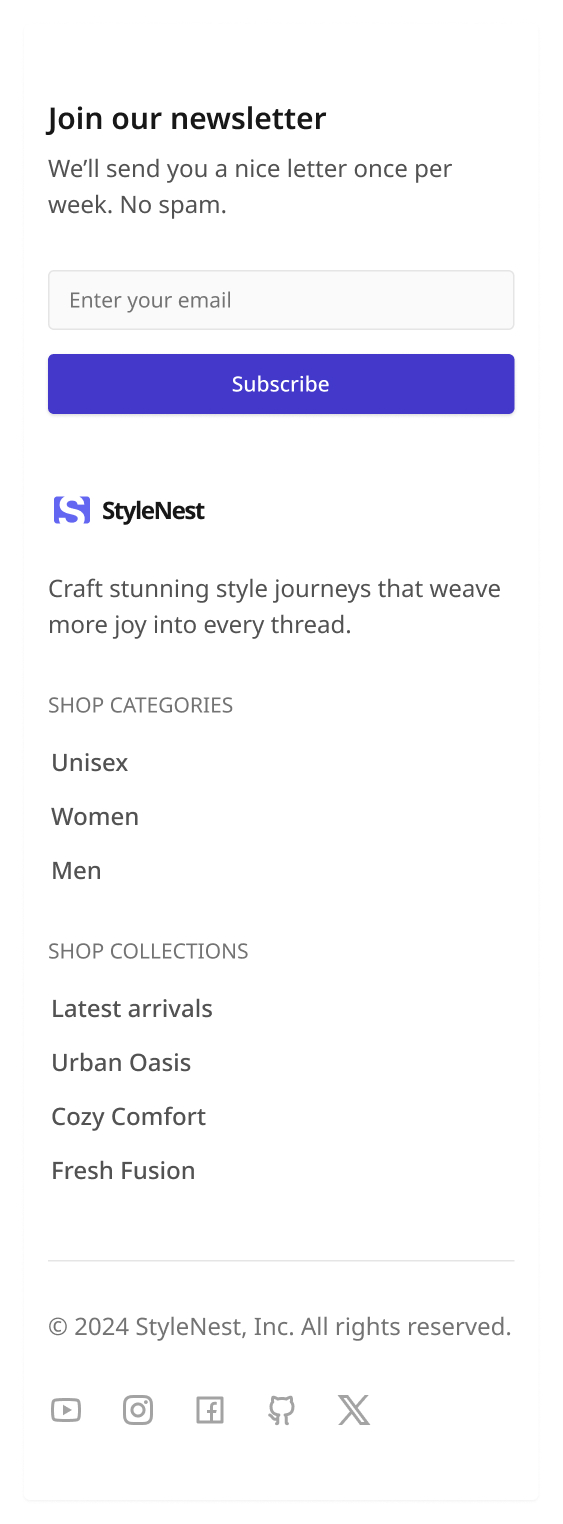 Join our newsletter
We’ll send you a nice letter once per
week. No spam.
Enter your email
Subscribe
StyleNest
Craft stunning style journeys that weave
more joy into every thread.
SHOP CATEGORIES
Unisex
Women
Men
SHOP COLLECTIONS
Latest arrivals
Urban Oasis
Cozy Comfort
Fresh Fusion
© 2024 StyleNest, Inc. All rights reserved.